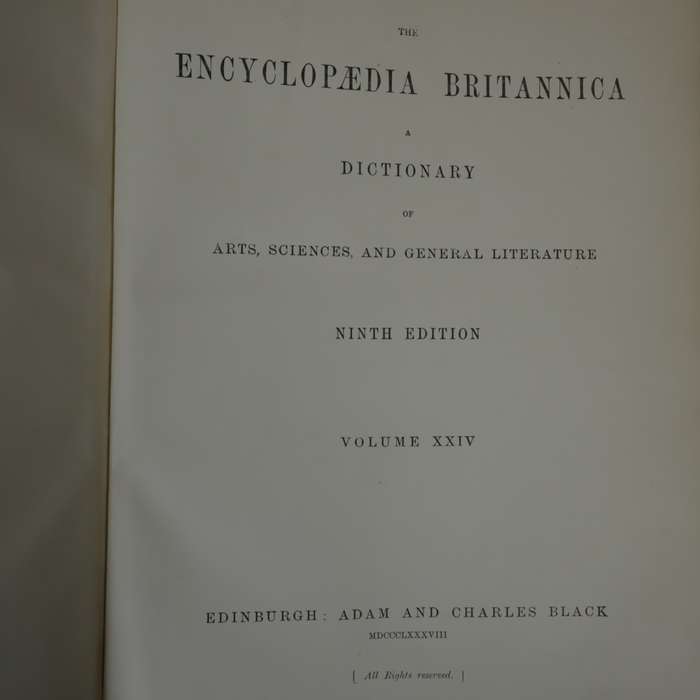 THE
ENCYCLOPÆDIA BRITANNICA
A
DICTIONARY
OF
ARTS, SCIENCES, AND GENERAL LITERATURE
NINTH EDITION
VOLUME XXIV
EDINBURGH: ADAM AND CHARLES BLACK
MDCCCLXXXVIII
[ All Rights reserved. ]